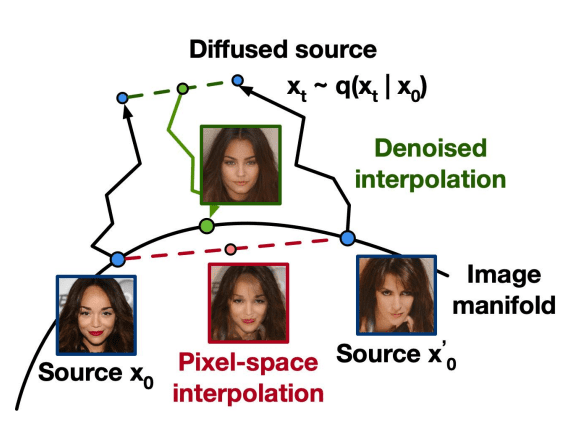 Diffused source
xₜ ~ q(xₜ | x₀)
Denoised
interpolation
Image
manifold
Source x₀
Pixel-space
interpolation
Source x'₀